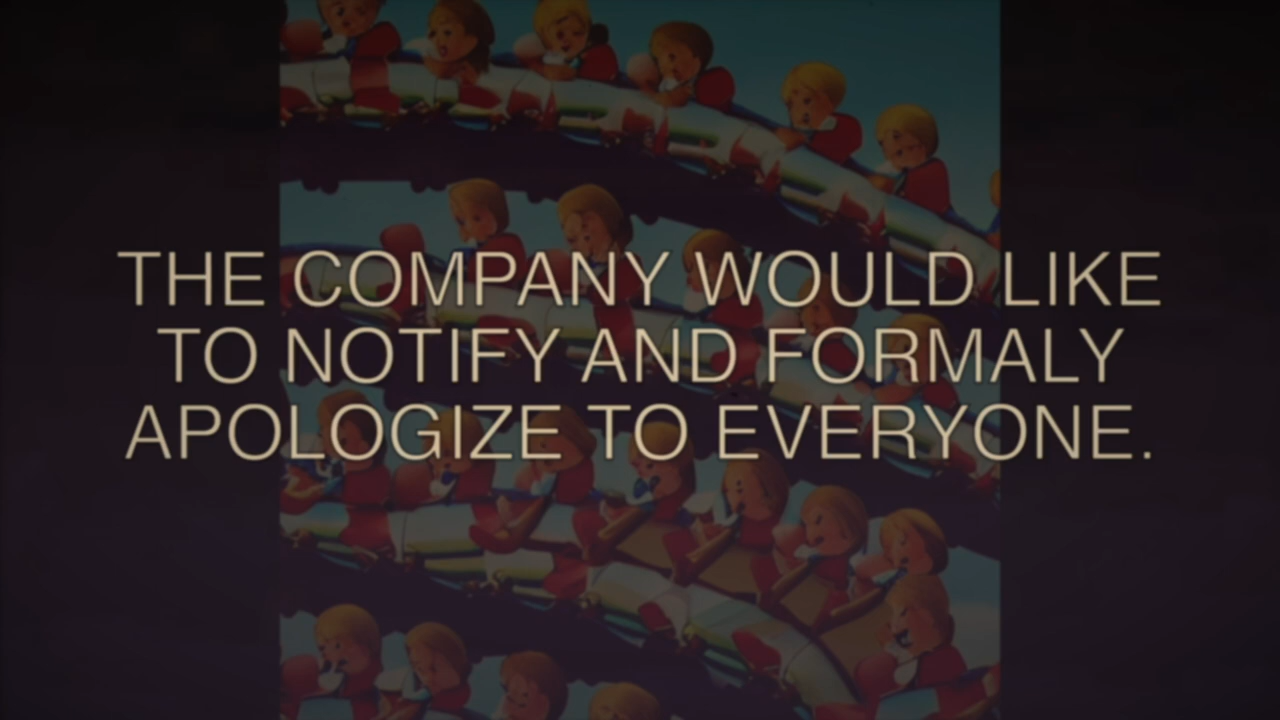 THE COMPANY WOULD LIKE
TO NOTIFY AND FORMALY
APOLOGIZE TO EVERYONE.